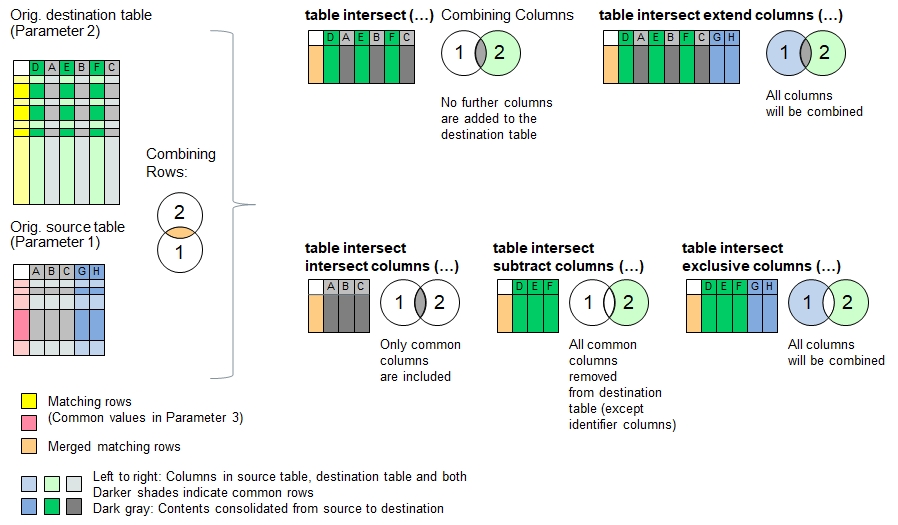 Orig. destination table
(Parameter 2)
D A E B F C
Combining
Rows:
2
1
Orig. source table
(Parameter 1)
A B C G H
table intersect (…)
D A E B F C
Combining Columns
1 2
No further columns
are added to the
destination table
table intersect extend columns (…)
D A E B F C G H
1 2
All columns
will be combined
table intersect
intersect columns (…)
A B C
1 2
Only common
columns
are included
table intersect
subtract columns (…)
D E F
1 2
All common
columns
removed
from destination
table (except
identifier columns)
table intersect
exclusive columns (…)
D E F G H
1 2
All columns
will be combined
Matching rows
(Common values in Parameter 3)
Merged matching rows
Left to right: Columns in source table, destination table and both
Darker shades indicate common rows
Dark gray: Contents consolidated from source to destination